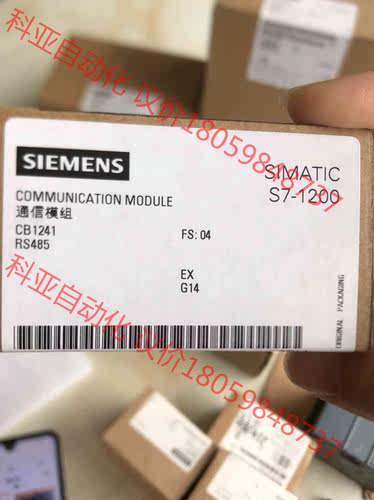 科亚自动化 议价18059848737
SIEMENS
SIMATIC
S7-1200
COMMUNICATION MODULE
通信模组
CB1241
RS485
FS: 04
EX
G14
ORIGINAL PACKAGING
科亚自动化 议价18059848737